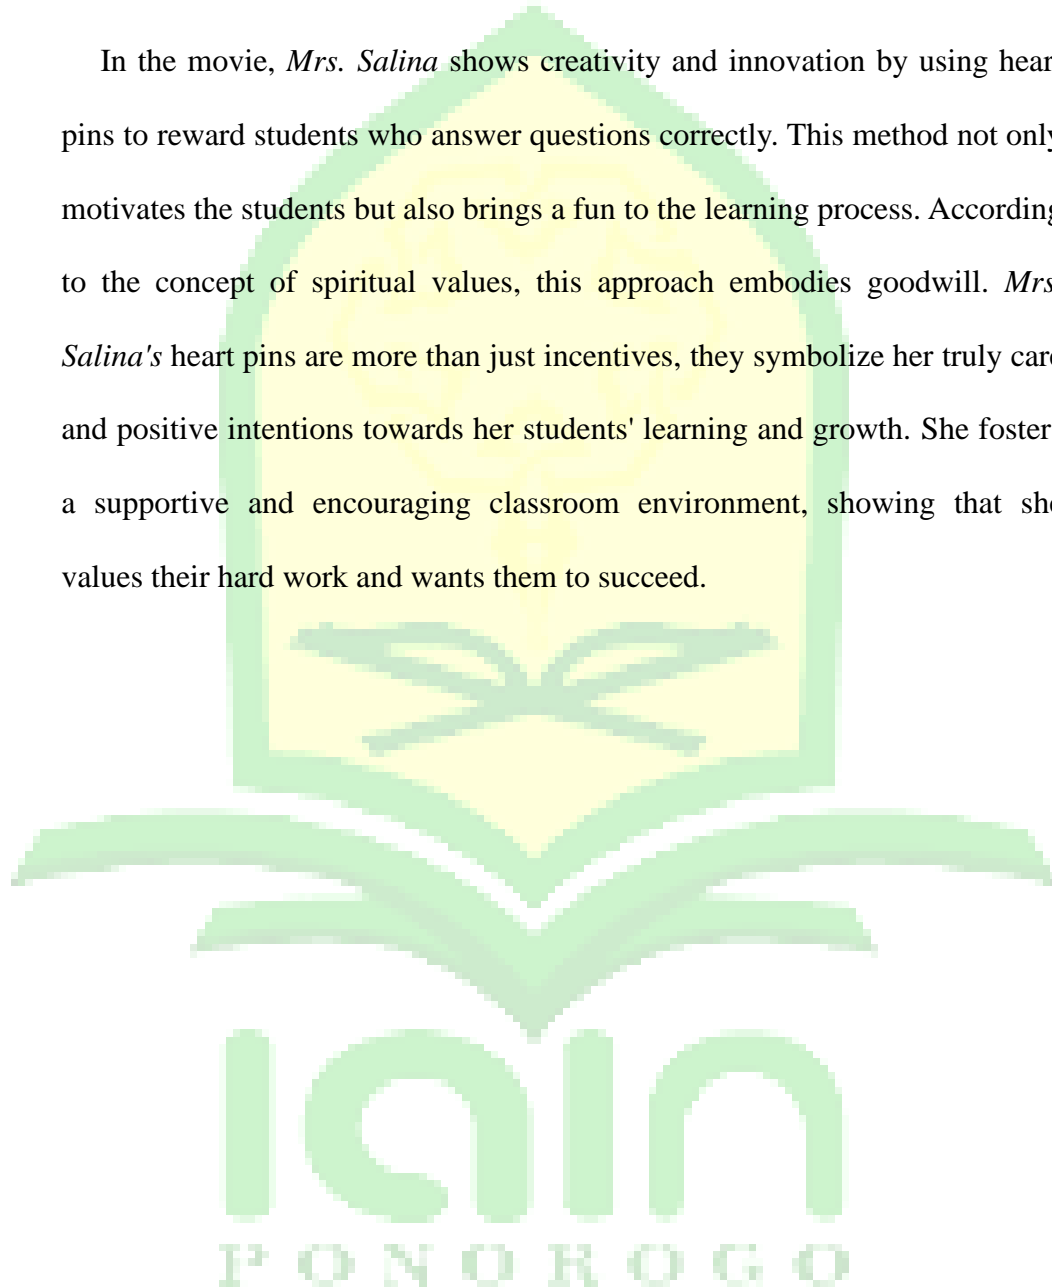 In the movie, Mrs. Salina shows creativity and innovation by using hear
pins to reward students who answer questions correctly. This method not only
motivates the students but also brings a fun to the learning process. According
to the concept of spiritual values, this approach embodies goodwill. Mrs.
Salina's heart pins are more than just incentives, they symbolize her truly care
and positive intentions towards her students' learning and growth. She foster
a supportive and encouraging classroom environment, showing that she
values their hard work and wants them to succeed.
iain
PONOROGO